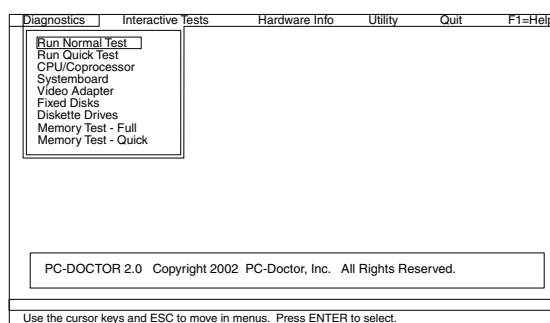 Diagnostics Interactive Tests Hardware Info Utility Quit F1=Help
Run Normal Test
Run Quick Test
CPU/Coprocessor
Systemboard
Video Adapter
Fixed Disks
Diskette Drives
Memory Test - Full
Memory Test - Quick
PC-DOCTOR 2.0 Copyright 2002 PC-Doctor, Inc. All Rights Reserved.
Use the cursor keys and ESC to move in menus. Press ENTER to select.